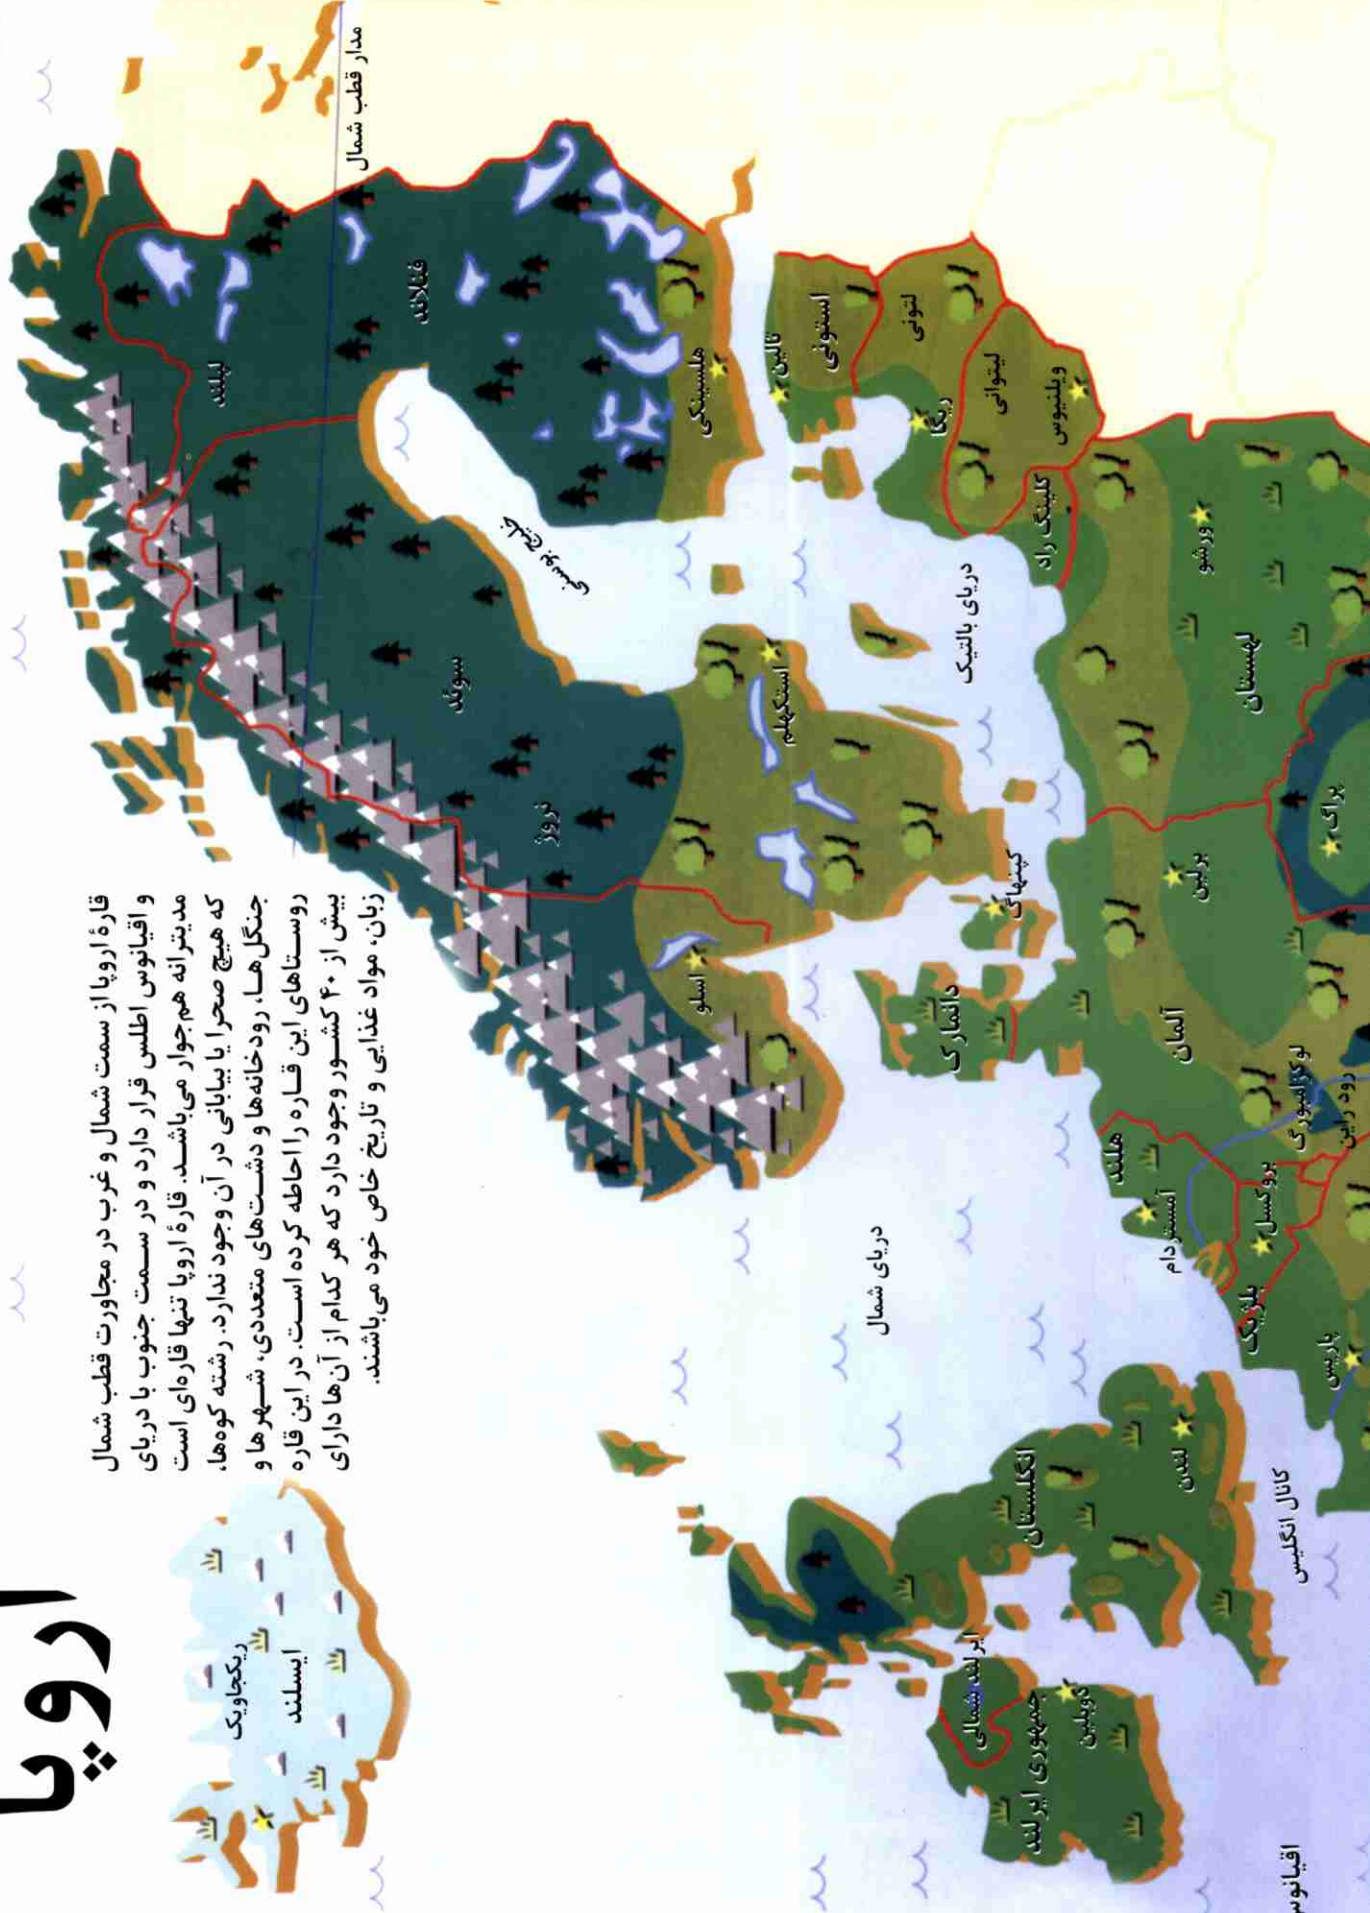 اروپا
قارهٔ اروپا از سمت شمال و غرب در مجاورت قطب شمال
و اقیانوس اطلس قرار دارد و در سمت جنوب با دریای
مدیترانه هم‌جوار می‌باشد. قارهٔ اروپا تنها قاره‌ای است
که هیچ صحرا یا بیابانی در آن وجود ندارد. رشته کوه‌ها،
جنگل‌ها، رودخانه‌ها و دشت‌های متعددی، شهرها و
روستاهای این قاره را احاطه کرده است. در این قاره
بیش از ۴۰ کشور وجود دارد که هر کدام از آن‌ها دارای
زبان، مواد غذایی و تاریخ خاص خود می‌باشند.
مدار قطب شمال
لپلند
فنلاند
سوئد
نروژ
خلیج بوسنی
هلسینکی
تالین
استونی
لتونی
ریگا
لیتوانی
ویلنیوس
کلینگ راد
دریای بالتیک
استکهلم
اسلو
کپنهاگ
دانمارک
ورشو
لهستان
پراگ
برلین
آلمان
لوکزامبورگ
رود راین
هلند
آمستردام
بروکسل
بلژیک
پاریس
دریای شمال
ریکجاویک
ایسلند
انگلستان
لندن
کانال انگلیس
ایرلند شمالی
جمهوری ایرلند
دوبلین
اقیانوس